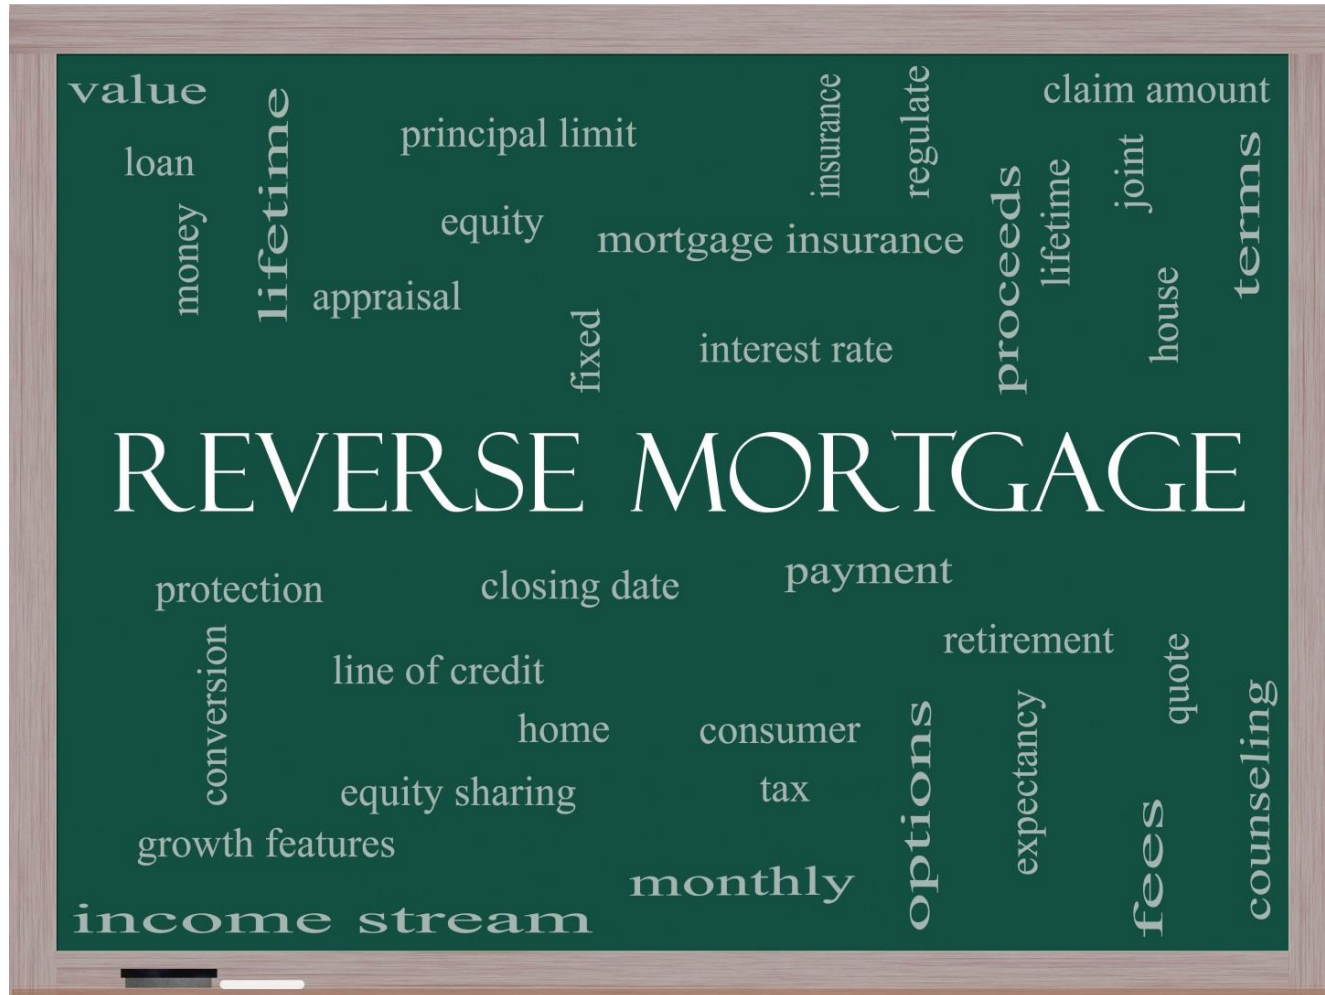 value
loan
money
lifetime
principal limit
equity
appraisal
fixed
insurance
regulate
claim amount
mortgage insurance
interest rate
proceeds
lifetime
joint
house
terms
REVERSE MORTGAGE
protection
closing date
payment
conversion
line of credit
retirement
home
consumer
quote
equity sharing
tax
options
expectancy
counseling
growth features
monthly
fees
income stream